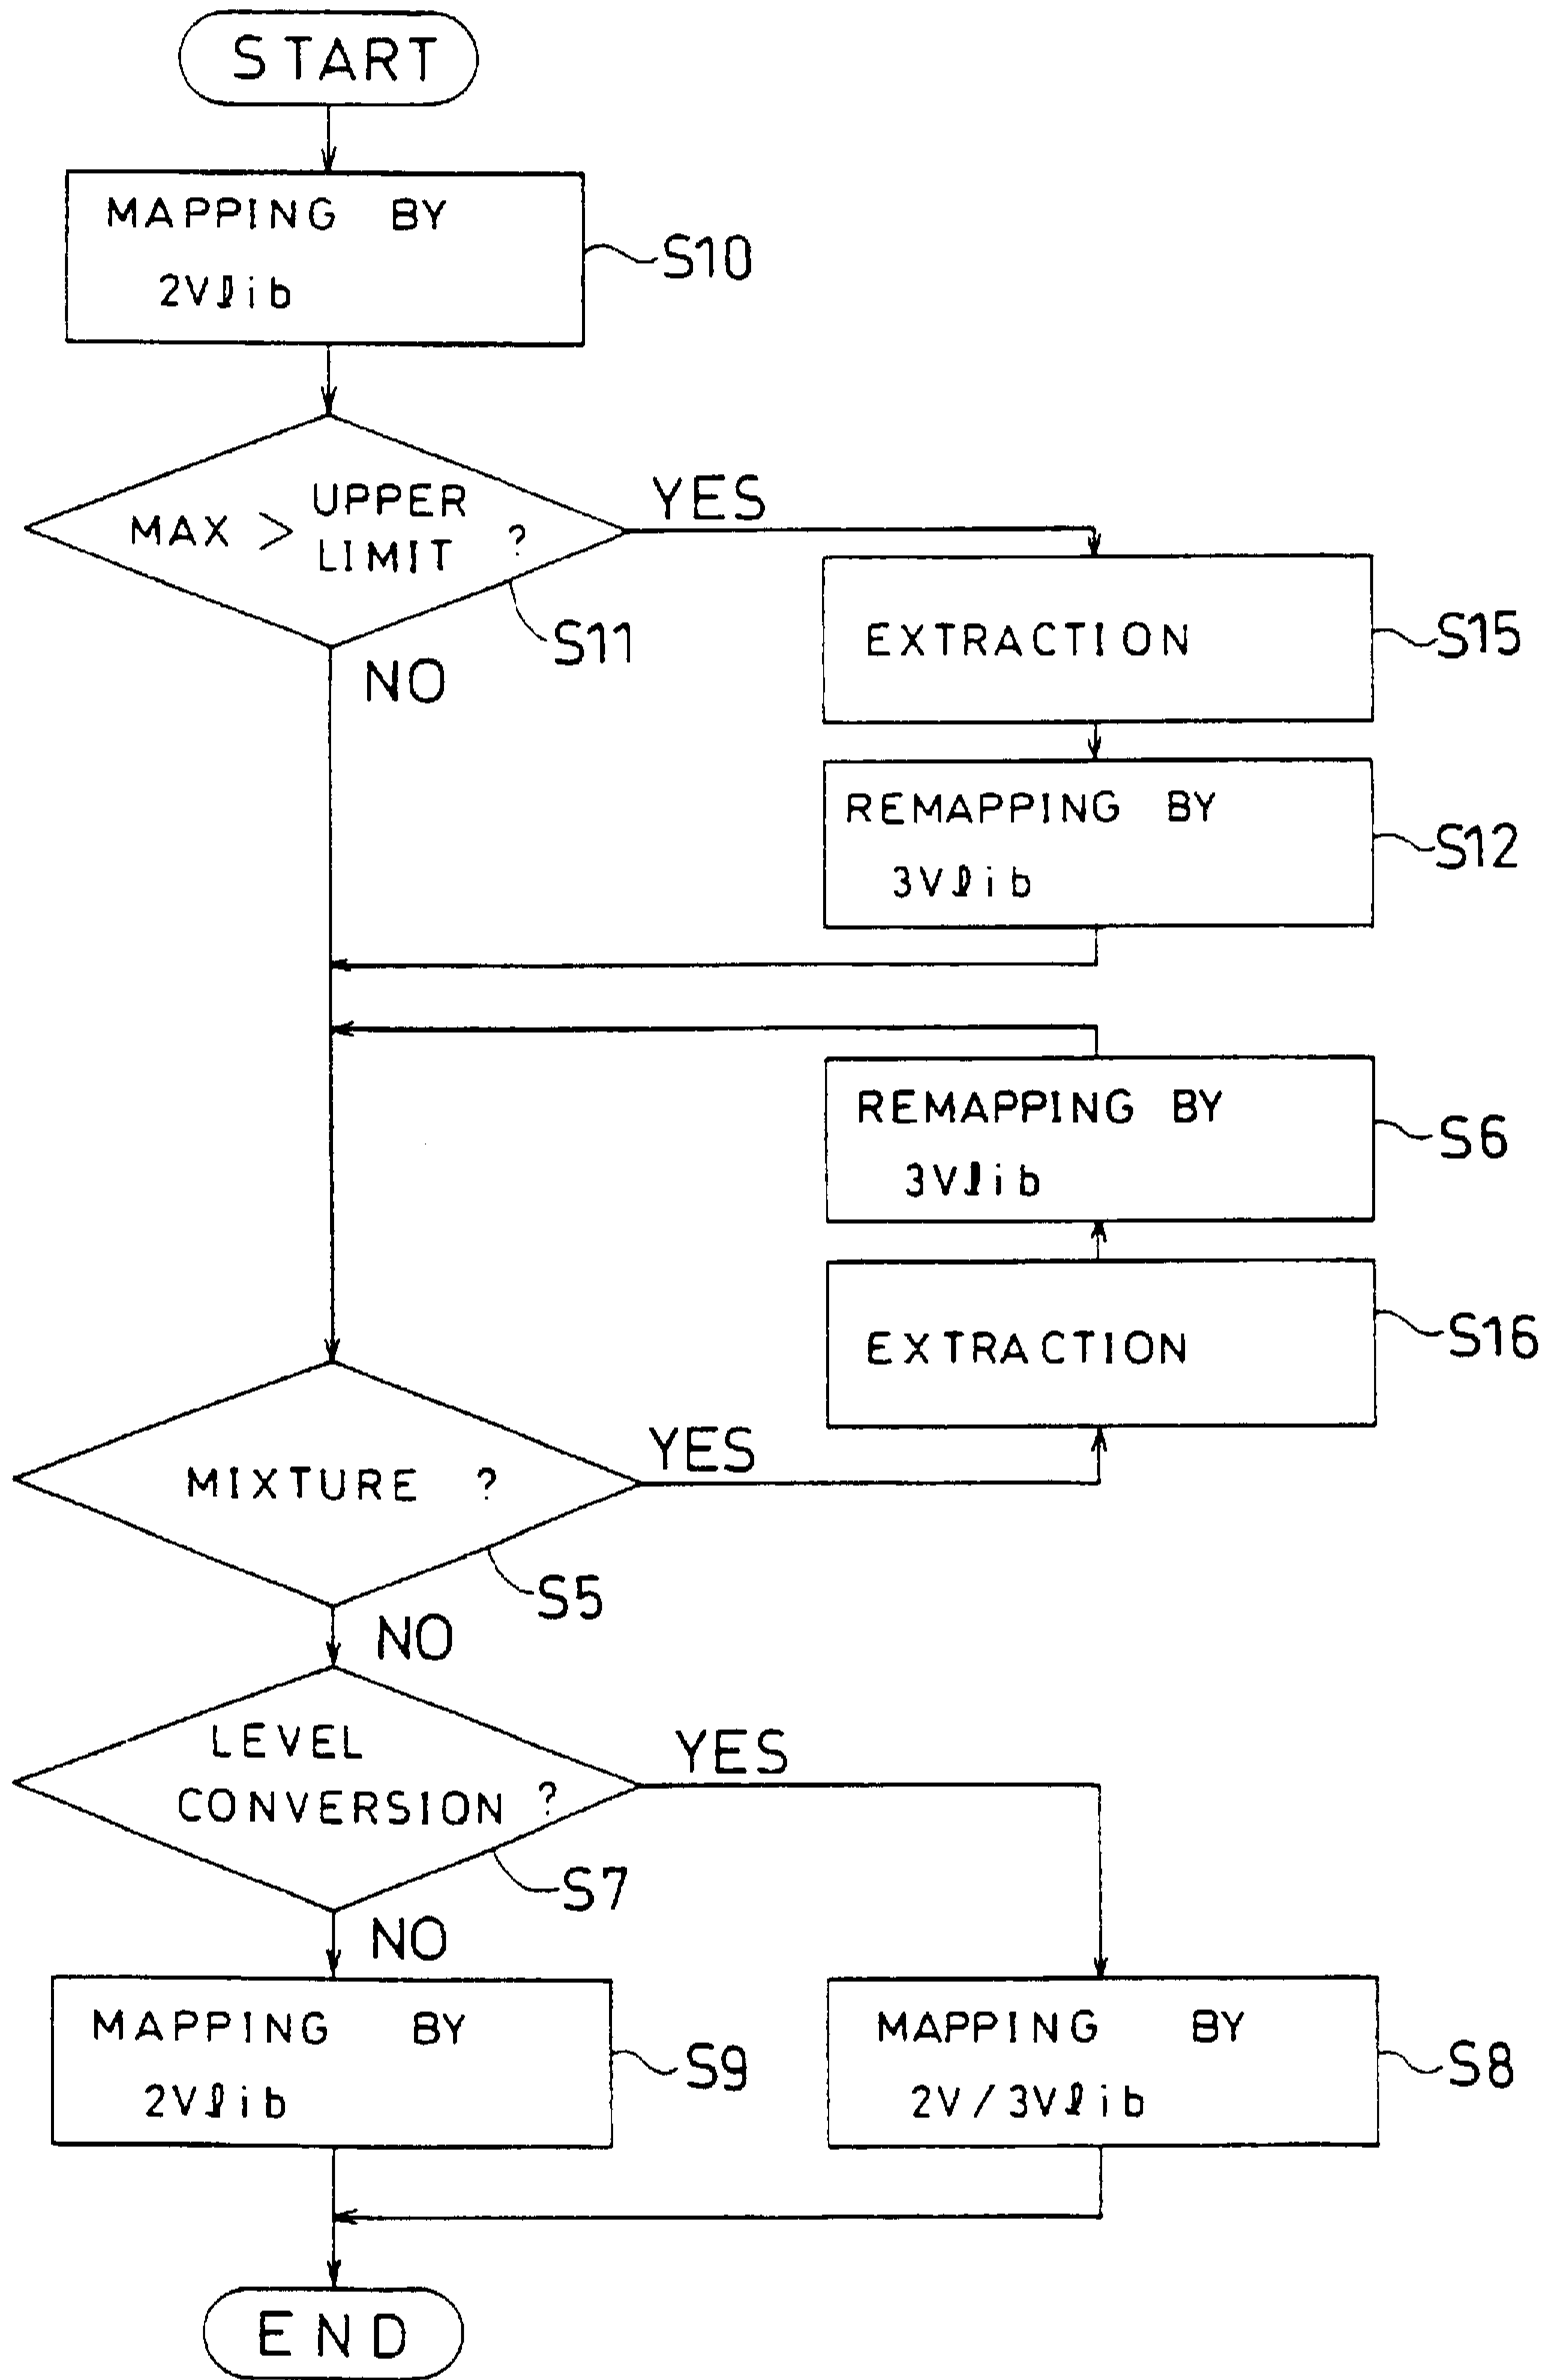 START
MAPPING BY
2Vlib
S10
MAX > UPPER
LIMIT ?
YES
S11
NO
EXTRACTION
S15
REMAPPING BY
3Vlib
S12
REMAPPING BY
3Vlib
S6
EXTRACTION
S16
MIXTURE ?
YES
S5
NO
LEVEL
CONVERSION ?
YES
S7
NO
MAPPING BY
2Vlib
S9
MAPPING BY
2V/3Vlib
S8
END